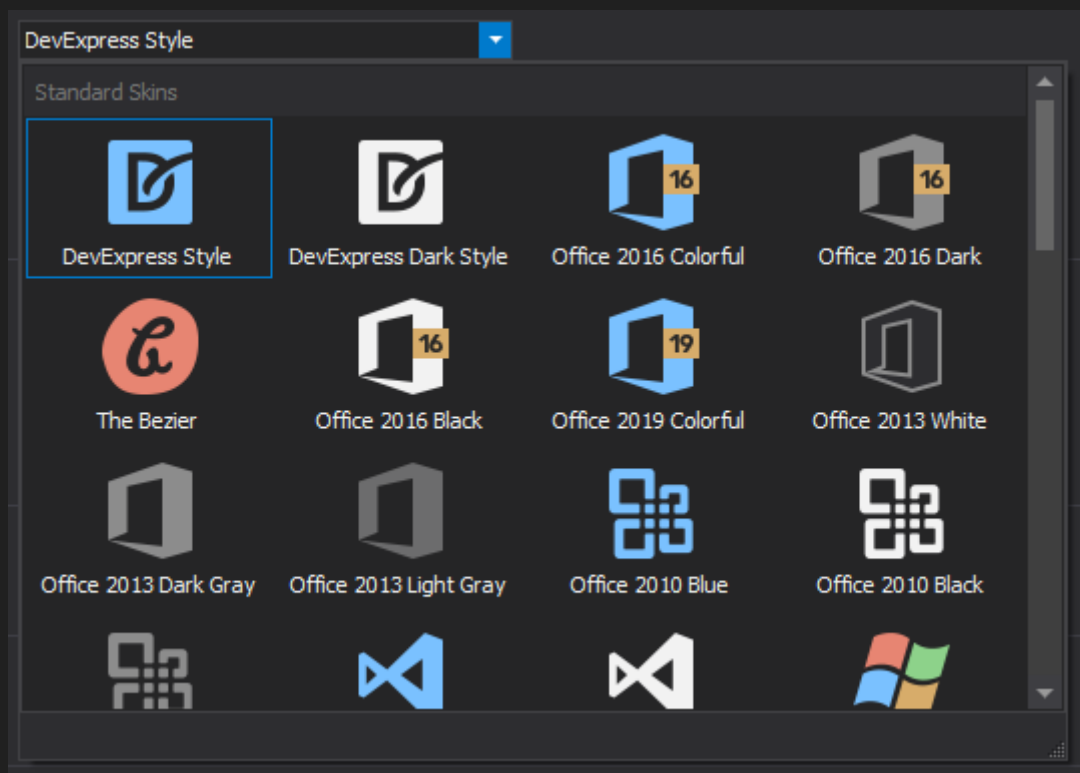 DevExpress Style
Standard Skins
DevExpress Style
DevExpress Dark Style
16
Office 2016 Colorful
16
Office 2016 Dark
The Bezier
16
Office 2016 Black
19
Office 2019 Colorful
Office 2013 White
Office 2013 Dark Gray
Office 2013 Light Gray
Office 2010 Blue
Office 2010 Black